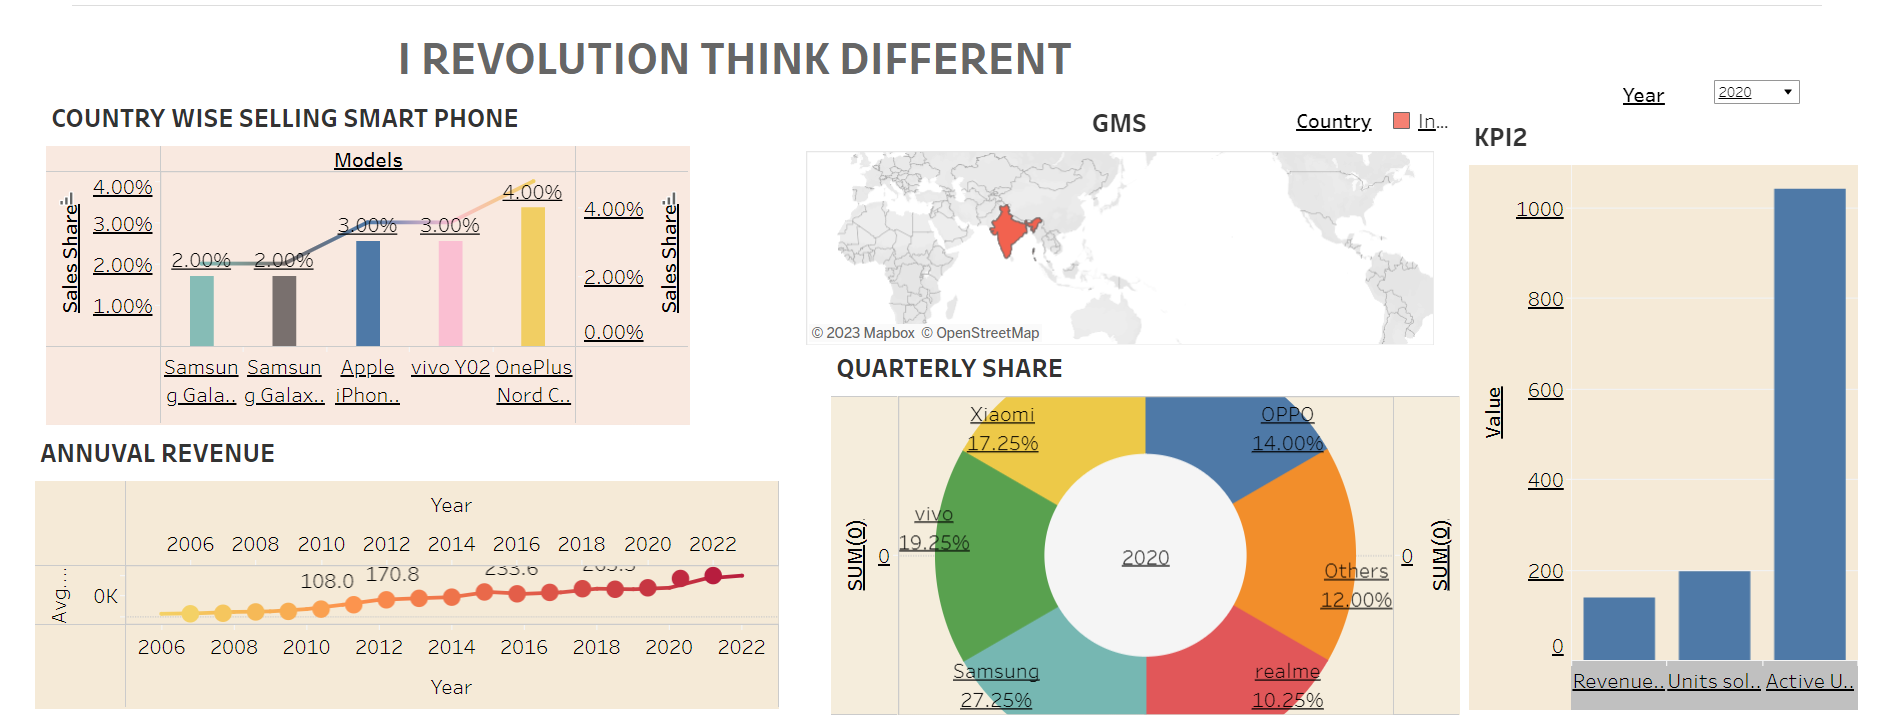 I REVOLUTION THINK DIFFERENT
Year
2020
COUNTRY WISE SELLING SMART PHONE
Models
Sales Share
4.00%
3.00%
2.00%
1.00%
2.00%
2.00%
3.00%
3.00%
4.00%
4.00%
2.00%
0.00%
Sales Share
Samsun
g Gala..
Samsun
g Galax..
Apple
iPhon..
vivo Y02
OnePlus
Nord C..
ANNUVAL REVENUE
Year
2006 2008 2010 2012 2014 2016 2018 2020 2022
Avg....
0K
108.0
170.8
233.6
2006 2008 2010 2012 2014 2016 2018 2020 2022
Year
GMS
Country
In...
© 2023 Mapbox © OpenStreetMap
QUARTERLY SHARE
SUM(0)
0
Xiaomi
17.25%
OPPO
14.00%
vivo
19.25%
2020
Others
12.00%
Samsung
27.25%
realme
10.25%
0
SUM(0)
KPI2
Value
1000
800
600
400
200
0
Revenue..
Units sol..
Active U..